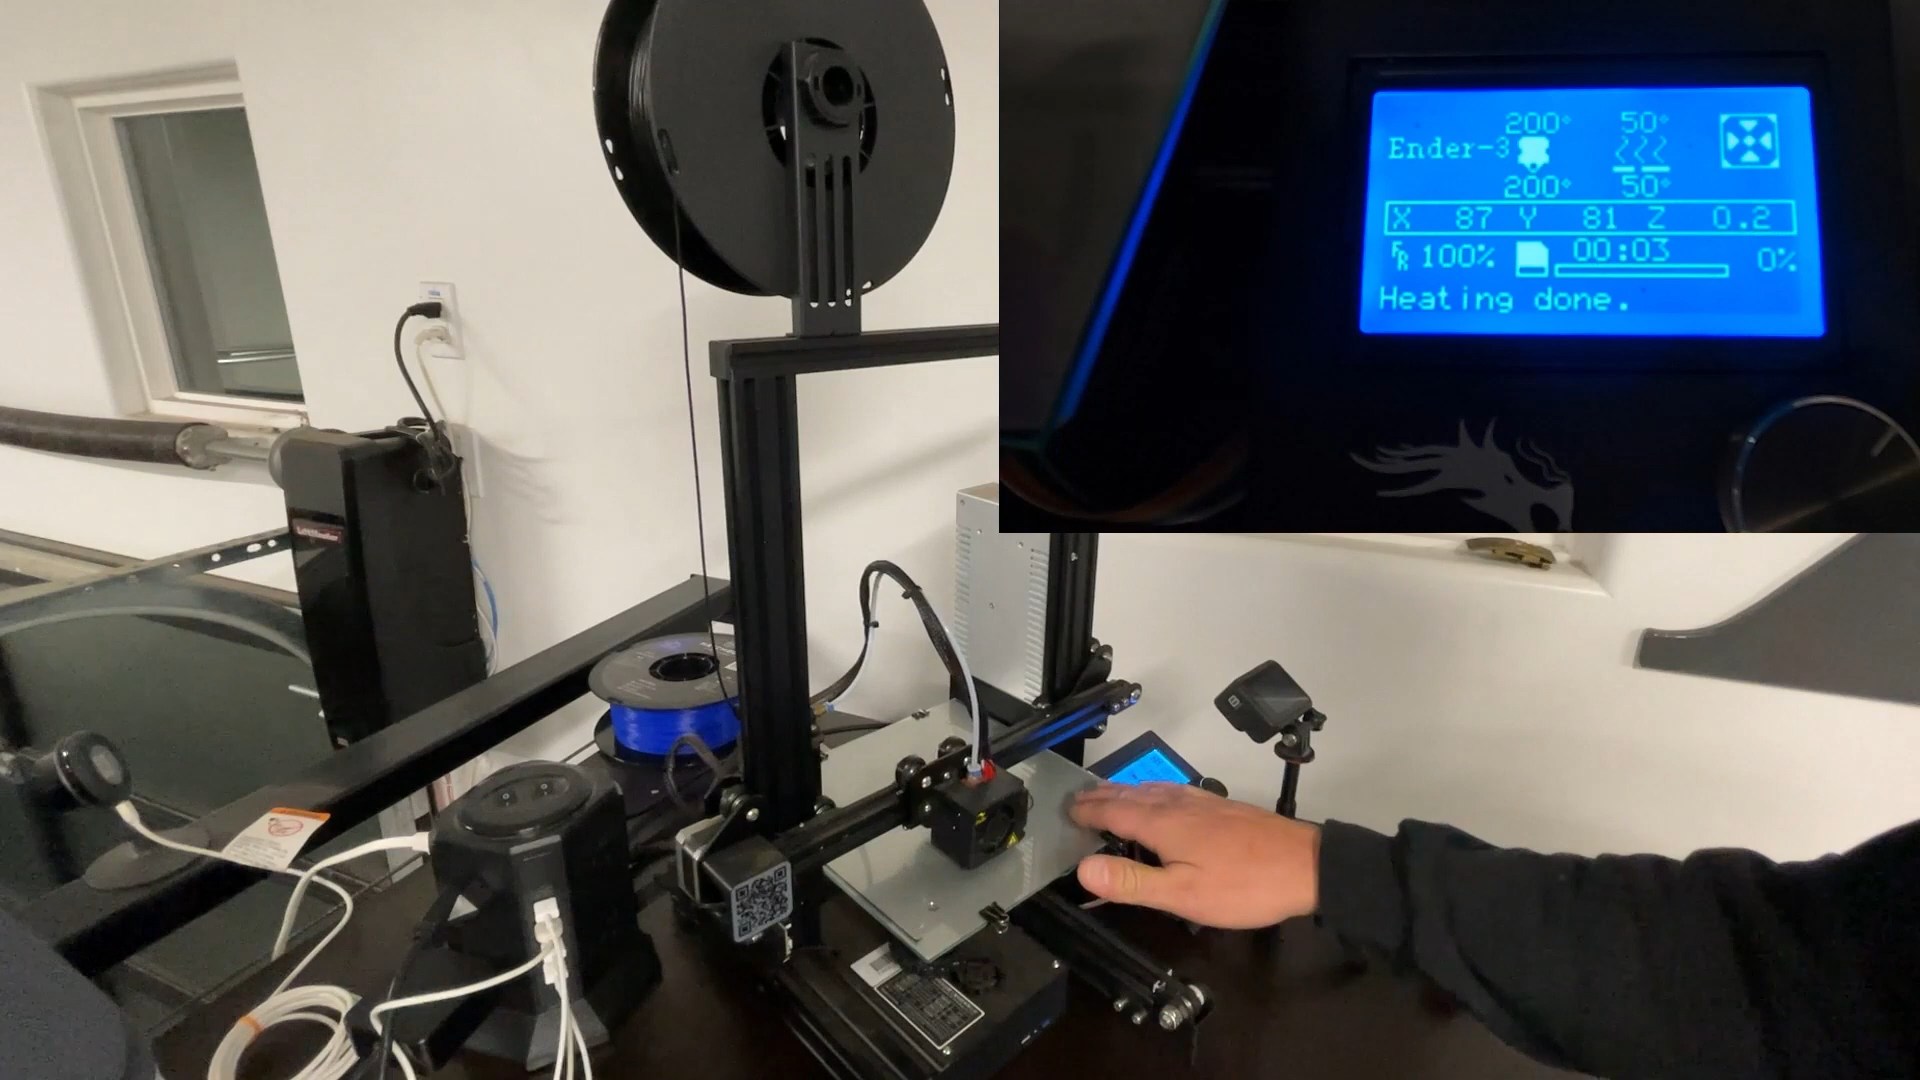 200° 50°
Ender-3
200° 50°
X 87 Y 81 Z 0.2
FR 100% 00:03 0%
Heating done.